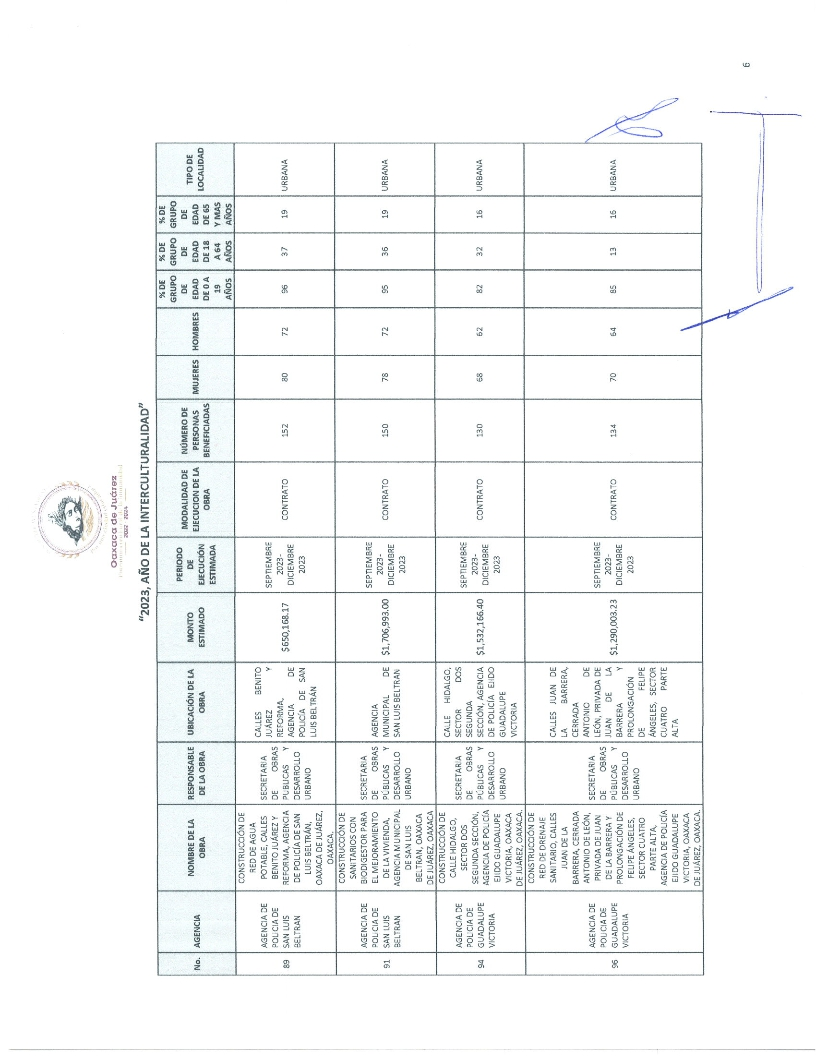 Oaxaca de Juárez
2022 2024
“2023, AÑO DE LA INTERCULTURALIDAD”
No.
AGENCIA
NOMBRE DE LA
OBRA
RESPONSABLE
DE LA OBRA
UBICACIÓN DE LA
OBRA
MONTO
ESTIMADO
PERIODO
DE
EJECUCIÓN
ESTIMADA
MODALIDAD DE
EJECUCION DE LA
OBRA
NÚMERO DE
PERSONAS
BENEFICIADAS
MUJERES
HOMBRES
% DE
GRUPO
DE
EDAD
DE 0 A
19
AÑOS
% DE
GRUPO
DE
EDAD
DE 18
A 64
AÑOS
% DE
GRUPO
DE
EDAD
DE 65
Y MAS
AÑOS
TIPO DE
LOCALIDAD
89
AGENCIA DE
POLICIA DE
SAN LUIS
BELTRAN
CONSTRUCCIÓN DE
RED DE AGUA
POTABLE, CALLES
BENITO JUÁREZ Y
REFORMA, AGENCIA
DE POLICÍA DE SAN
LUIS BELTRÁN,
OAXACA DE JUÁREZ,
OAXACA.
SECRETARIA
DE OBRAS
PÚBLICAS Y
DESARROLLO
URBANO
CALLES BENITO
JUÁREZ Y
REFORMA,
AGENCIA DE
POLICÍA DE SAN
LUIS BELTRÁN
$650,168.17
SEPTIEMBRE
2023-
DICIEMBRE
2023
CONTRATO
152
80
72
96
37
19
URBANA
91
AGENCIA DE
POLICIA DE
SAN LUIS
BELTRAN
CONSTRUCCIÓN DE
SANITARIOS CON
BIODIGESTOR PARA
EL MEJORAMIENTO
DE LA VIVIENDA,
AGENCIA MUNICIPAL
DE SAN LUIS
BELTRAN, OAXACA
DE JUÁREZ, OAXACA
SECRETARIA
DE OBRAS
PÚBLICAS Y
DESARROLLO
URBANO
AGENCIA
MUNICIPAL DE
SAN LUIS BELTRAN
$1,706,993.00
SEPTIEMBRE
2023-
DICIEMBRE
2023
CONTRATO
150
78
72
95
36
19
URBANA
94
AGENCIA DE
POLICIA DE
GUADALUPE
VICTORIA
CONSTRUCCIÓN DE
CALLE HIDALGO,
SECTOR DOS
SEGUNDA SECCIÓN,
AGENCIA DE POLICÍA
EJIDO GUADALUPE
VICTORIA, OAXACA
DE JUÁREZ, OAXACA.
SECRETARIA
DE OBRAS
PÚBLICAS Y
DESARROLLO
URBANO
CALLE HIDALGO,
SECTOR DOS
SEGUNDA
SECCIÓN, AGENCIA
DE POLICÍA EJIDO
GUADALUPE
VICTORIA
$1,532,166.40
SEPTIEMBRE
2023-
DICIEMBRE
2023
CONTRATO
130
68
62
82
32
16
URBANA
96
AGENCIA DE
POLICIA DE
GUADALUPE
VICTORIA
CONSTRUCCIÓN DE
RED DE DRENAJE
SANITARIO, CALLES
JUAN DE LA
BARRERA, CERRADA
ANTONIO DE LEÓN,
PRIVADA DE JUAN
DE LA BARRERA Y
PROLONGACIÓN DE
FELIPE ÁNGELES,
SECTOR CUATRO
PARTE ALTA,
AGENCIA DE POLICÍA
EJIDO GUADALUPE
VICTORIA, OAXACA
DE JUÁREZ, OAXACA.
SECRETARIA
DE OBRAS
PÚBLICAS Y
DESARROLLO
URBANO
CALLES JUAN DE
LA BARRERA,
CERRADA
ANTONIO DE
LEÓN, PRIVADA DE
JUAN DE LA
BARRERA Y
PROLONGACIÓN
DE FELIPE
ÁNGELES, SECTOR
CUATRO PARTE
ALTA
$1,290,003.23
SEPTIEMBRE
2023-
DICIEMBRE
2023
CONTRATO
134
70
64
85
13
16
URBANA
6